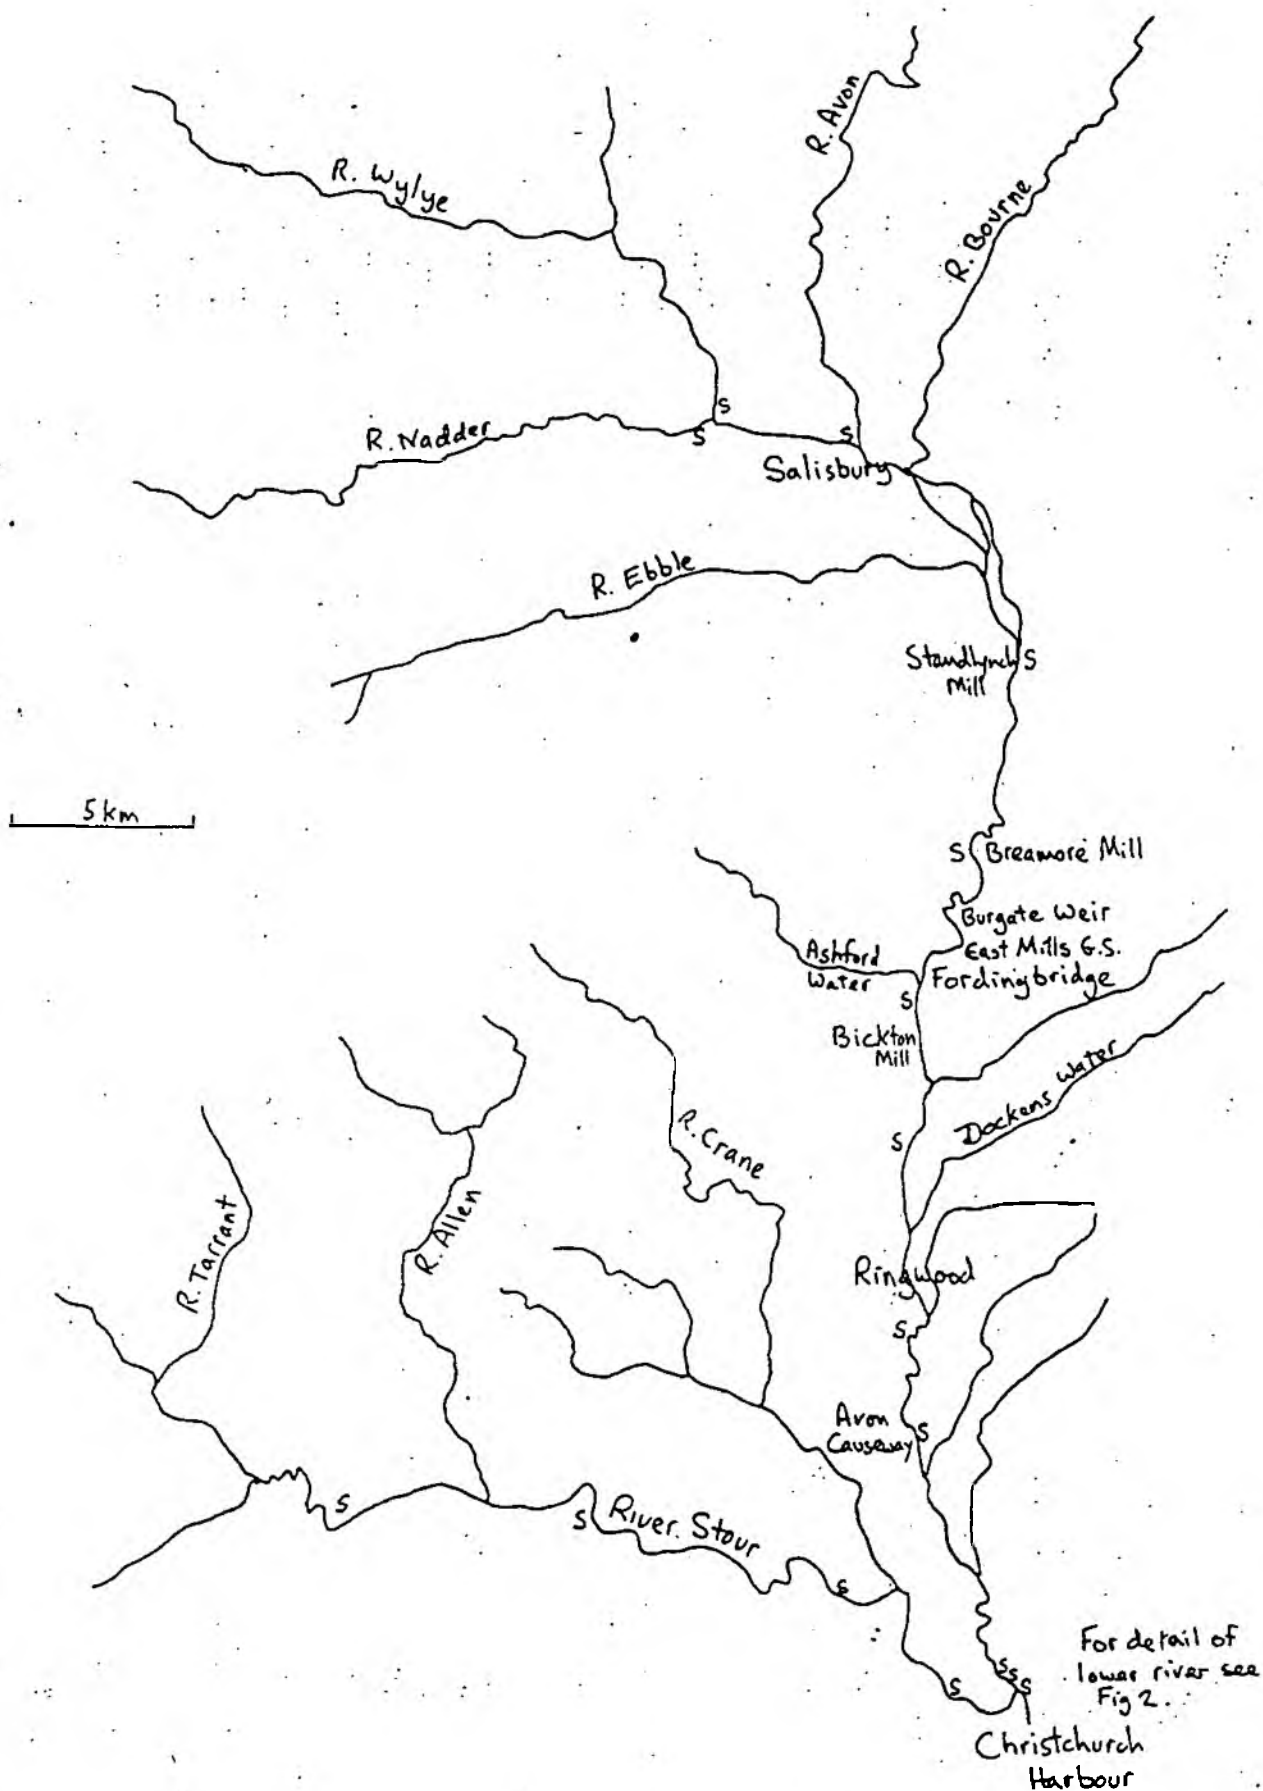 R. Avon
R. Wylye
R. Bourne
S
S
R. Nadder
S
Salisbury
R. Ebble
Standlynch S
Mill
5 km
S Breamore Mill
Burgate Weir
East Mills G.S.
Ashford
Water
Fordingbridge
S
Bickton
Mill
Dockens Water
S
R. Crane
R. Allen
R. Tarrant
Ringwood
S
Avon
Causeway
S
S
S
River Stour
S
For detail of
lower river see
Fig 2.
S
S
S
S
Christchurch
Harbour